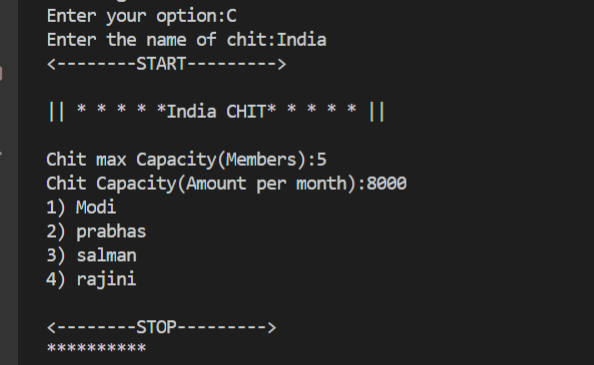 Enter your option:C
Enter the name of chit:India
<--------START--------->
|| * * * * *India CHIT* * * * * ||
Chit max Capacity(Members):5
Chit Capacity(Amount per month):8000
1) Modi
2) prabhas
3) salman
4) rajini
<--------STOP--------->
**********